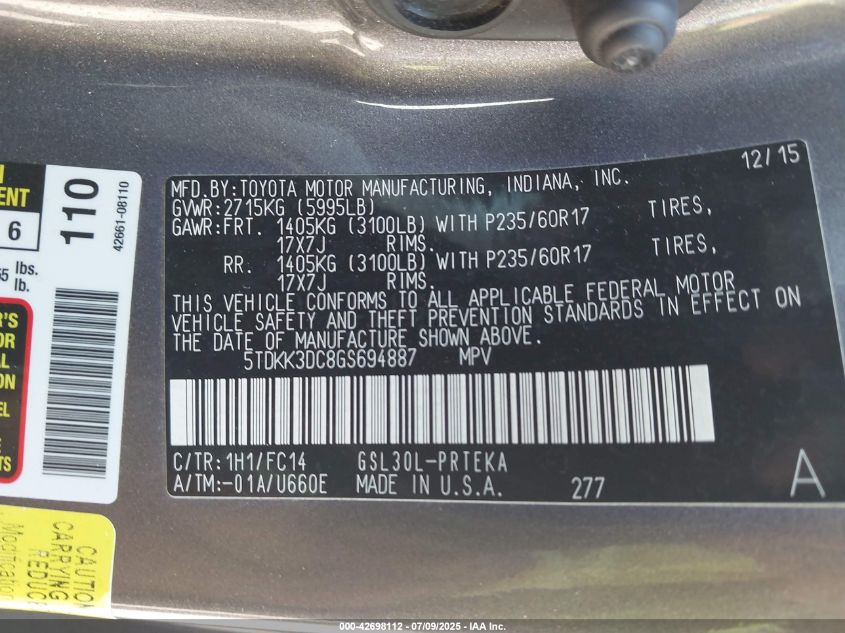 12/15
MFD.BY:TOYOTA MOTOR MANUFACTURING, INDIANA, INC.
GVWR:2715KG (5995LB)
GAWR:FRT. 1405KG (3100LB) WITH P235/60R17 TIRES,
17X7J RIMS.
RR. 1405KG (3100LB) WITH P235/60R17 TIRES,
17X7J RIMS.
THIS VEHICLE CONFORMS TO ALL APPLICABLE FEDERAL MOTOR
VEHICLE SAFETY AND THEFT PREVENTION STANDARDS IN EFFECT ON
THE DATE OF MANUFACTURE SHOWN ABOVE.
5TDKK3DC8GS694887 MPV
C/TR:1H1/FC14 GSL30L-PRTEKA
A/TM:-01A/U660E MADE IN U.S.A. 277 A
110
42661-08110
6
lbs.
lb.
CAUTION
CARRYING
Modification
000-42698112 - 07/09/2025 - IAA Inc.